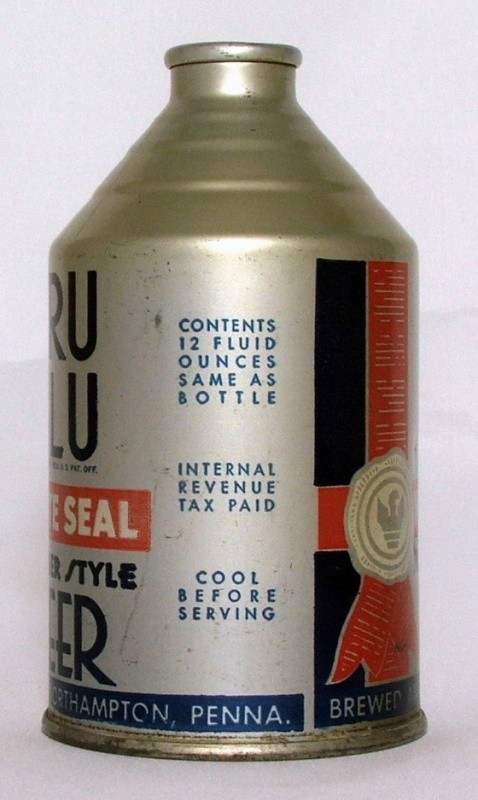 RU
LU
U.S. PAT. OFF.
E SEAL
ER STYLE
EER
ORTHAMPTON, PENNA.
CONTENTS
12 FLUID
OUNCES
SAME AS
BOTTLE
INTERNAL
REVENUE
TAX PAID
COOL
BEFORE
SERVING
BREWED A